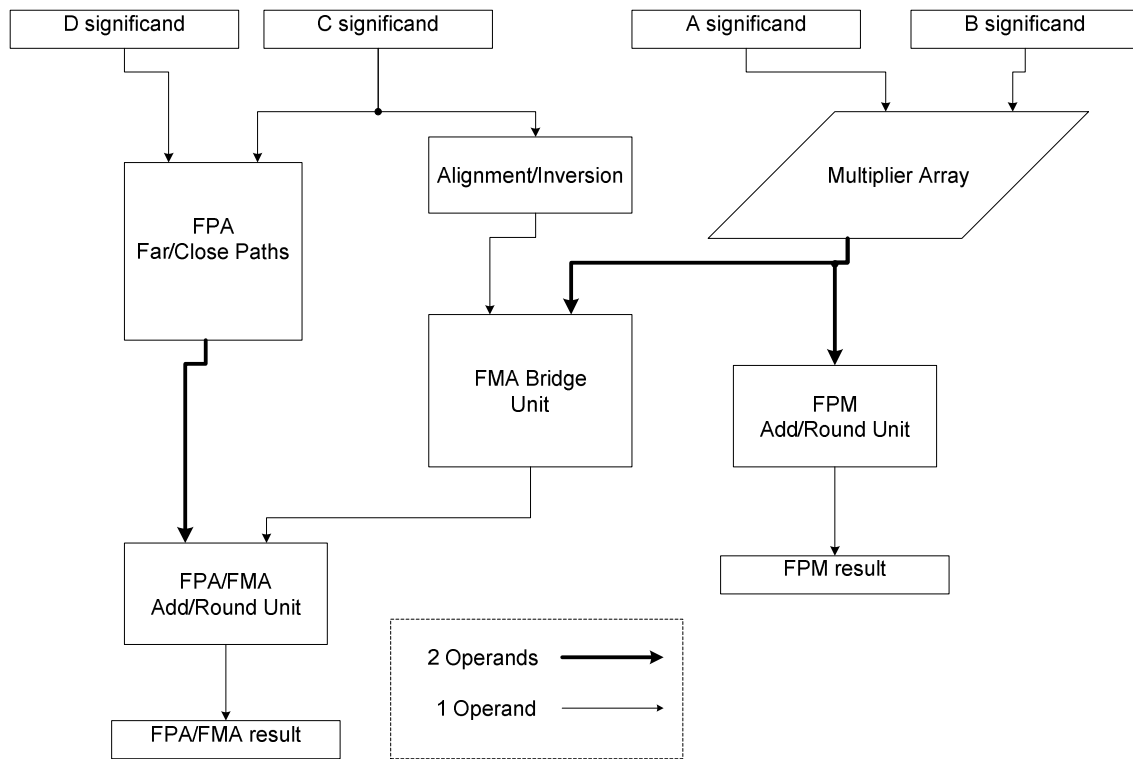 D significand
C significand
A significand
B significand
Alignment/Inversion
Multiplier Array
FPA
Far/Close Paths
FMA Bridge
Unit
FPM
Add/Round Unit
FPA/FMA
Add/Round Unit
FPM result
2 Operands
1 Operand
FPA/FMA result